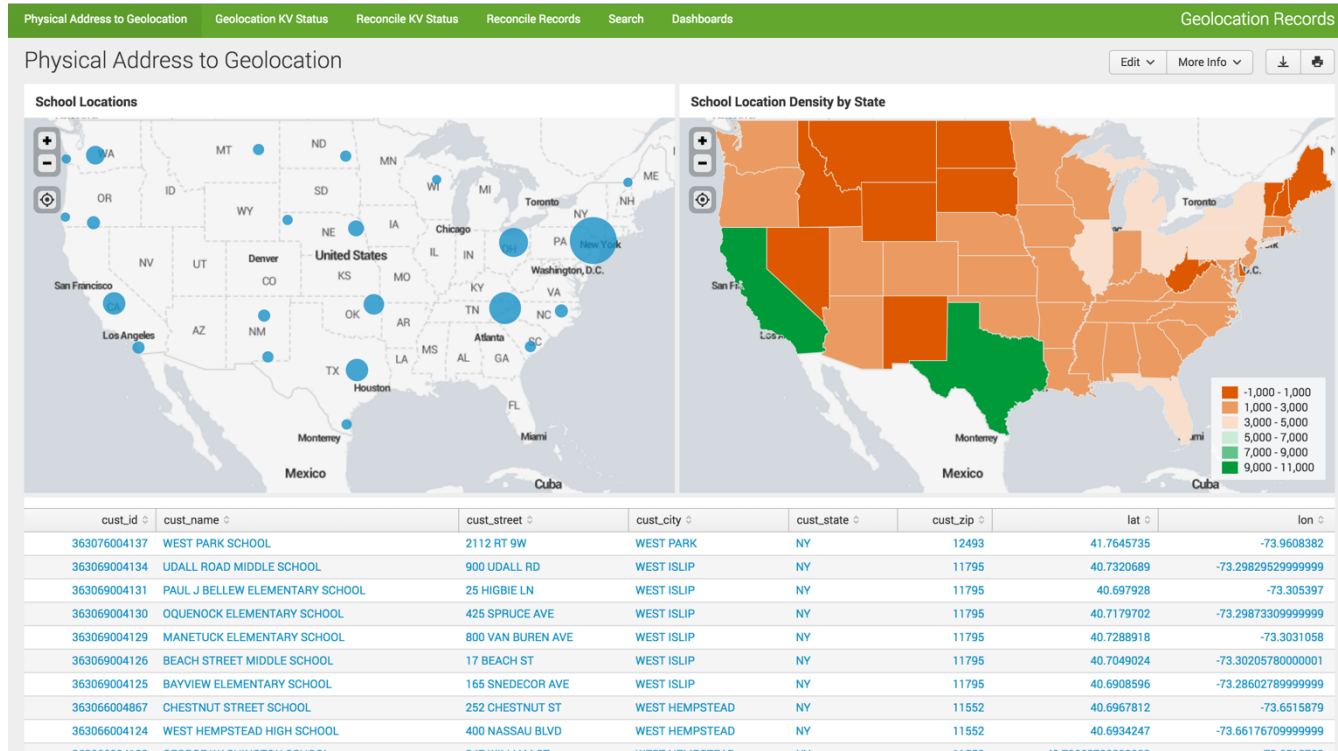 Physical Address to Geolocation Geolocation KV Status Reconcile KV Status Reconcile Records Search Dashboards Geolocation Records
Physical Address to Geolocation
Edit More Info
School Locations
WA MT ND MN ME
OR ID SD WI MI Toronto NH
WY NY
NE IA Chicago OH PA New York
NV UT Denver United States IL IN
San Francisco CO KS MO Washington, D.C.
CA KY VA
Los Angeles AZ NM OK AR TN NC
Atlanta SC
TX LA MS AL GA
Houston
FL
Monterrey Miami
Mexico Cuba
School Location Density by State
Toronto
D.C.
San Fr
Los A
Monterrey
Mexico
Cuba
-1,000 - 1,000
1,000 - 3,000
3,000 - 5,000
5,000 - 7,000
7,000 - 9,000
9,000 - 11,000
cust_id cust_name cust_street cust_city cust_state cust_zip lat lon
363076004137 WEST PARK SCHOOL 2112 RT 9W WEST PARK NY 12493 41.7645735 -73.9608382
363069004134 UDALL ROAD MIDDLE SCHOOL 900 UDALL RD WEST ISLIP NY 11795 40.7320689 -73.29829529999999
363069004131 PAUL J BELLEW ELEMENTARY SCHOOL 25 HIGBIE LN WEST ISLIP NY 11795 40.697928 -73.305397
363069004130 OQUENOCK ELEMENTARY SCHOOL 425 SPRUCE AVE WEST ISLIP NY 11795 40.7179702 -73.29873309999999
363069004129 MANETUCK ELEMENTARY SCHOOL 800 VAN BUREN AVE WEST ISLIP NY 11795 40.7288918 -73.3031058
363069004126 BEACH STREET MIDDLE SCHOOL 17 BEACH ST WEST ISLIP NY 11795 40.7049024 -73.30205780000001
363069004125 BAYVIEW ELEMENTARY SCHOOL 165 SNEDECOR AVE WEST ISLIP NY 11795 40.6908596 -73.28602789999999
363066004867 CHESTNUT STREET SCHOOL 252 CHESTNUT ST WEST HEMPSTEAD NY 11552 40.6967812 -73.6515879
363066004124 WEST HEMPSTEAD HIGH SCHOOL 400 NASSAU BLVD WEST HEMPSTEAD NY 11552 40.6934247 -73.66176709999999